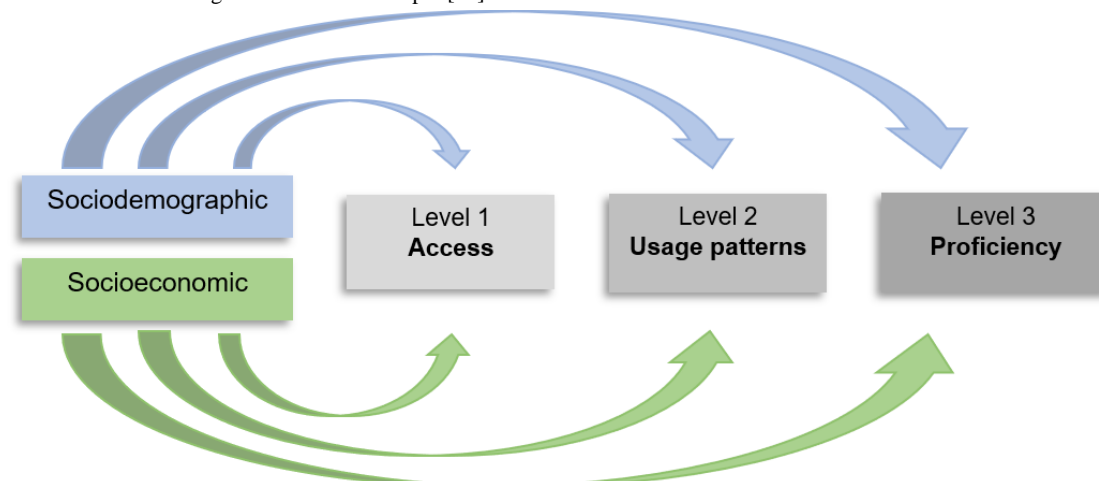 Sociodemographic
Socioeconomic
Level 1
Access
Level 2
Usage patterns
Level 3
Proficiency